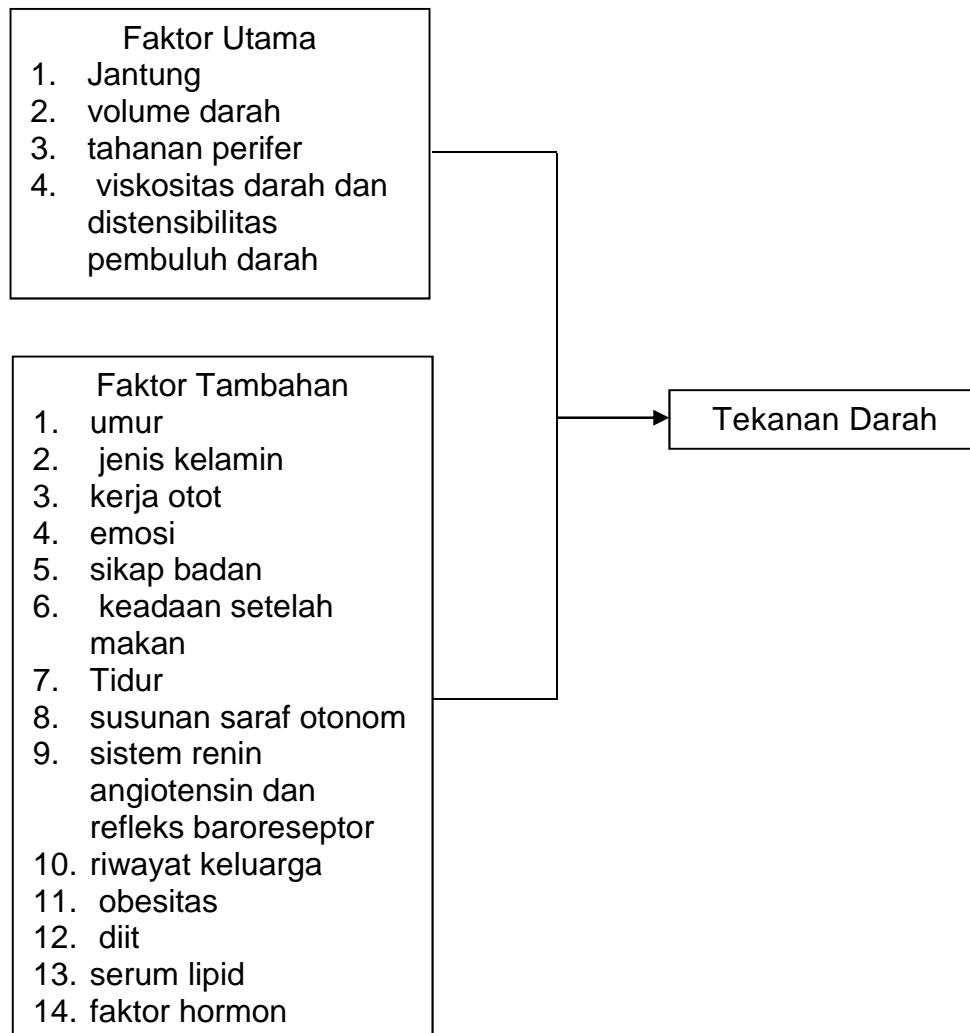 Faktor Utama
1. Jantung
2. volume darah
3. tahanan perifer
4. viskositas darah dan
distensibilitas
pembuluh darah
Faktor Tambahan
1. umur
2. jenis kelamin
3. kerja otot
4. emosi
5. sikap badan
6. keadaan setelah
makan
7. Tidur
8. susunan saraf otonom
9. sistem renin
angiotensin dan
refleks baroreseptor
10. riwayat keluarga
11. obesitas
12. diit
13. serum lipid
14. faktor hormon
Tekanan Darah